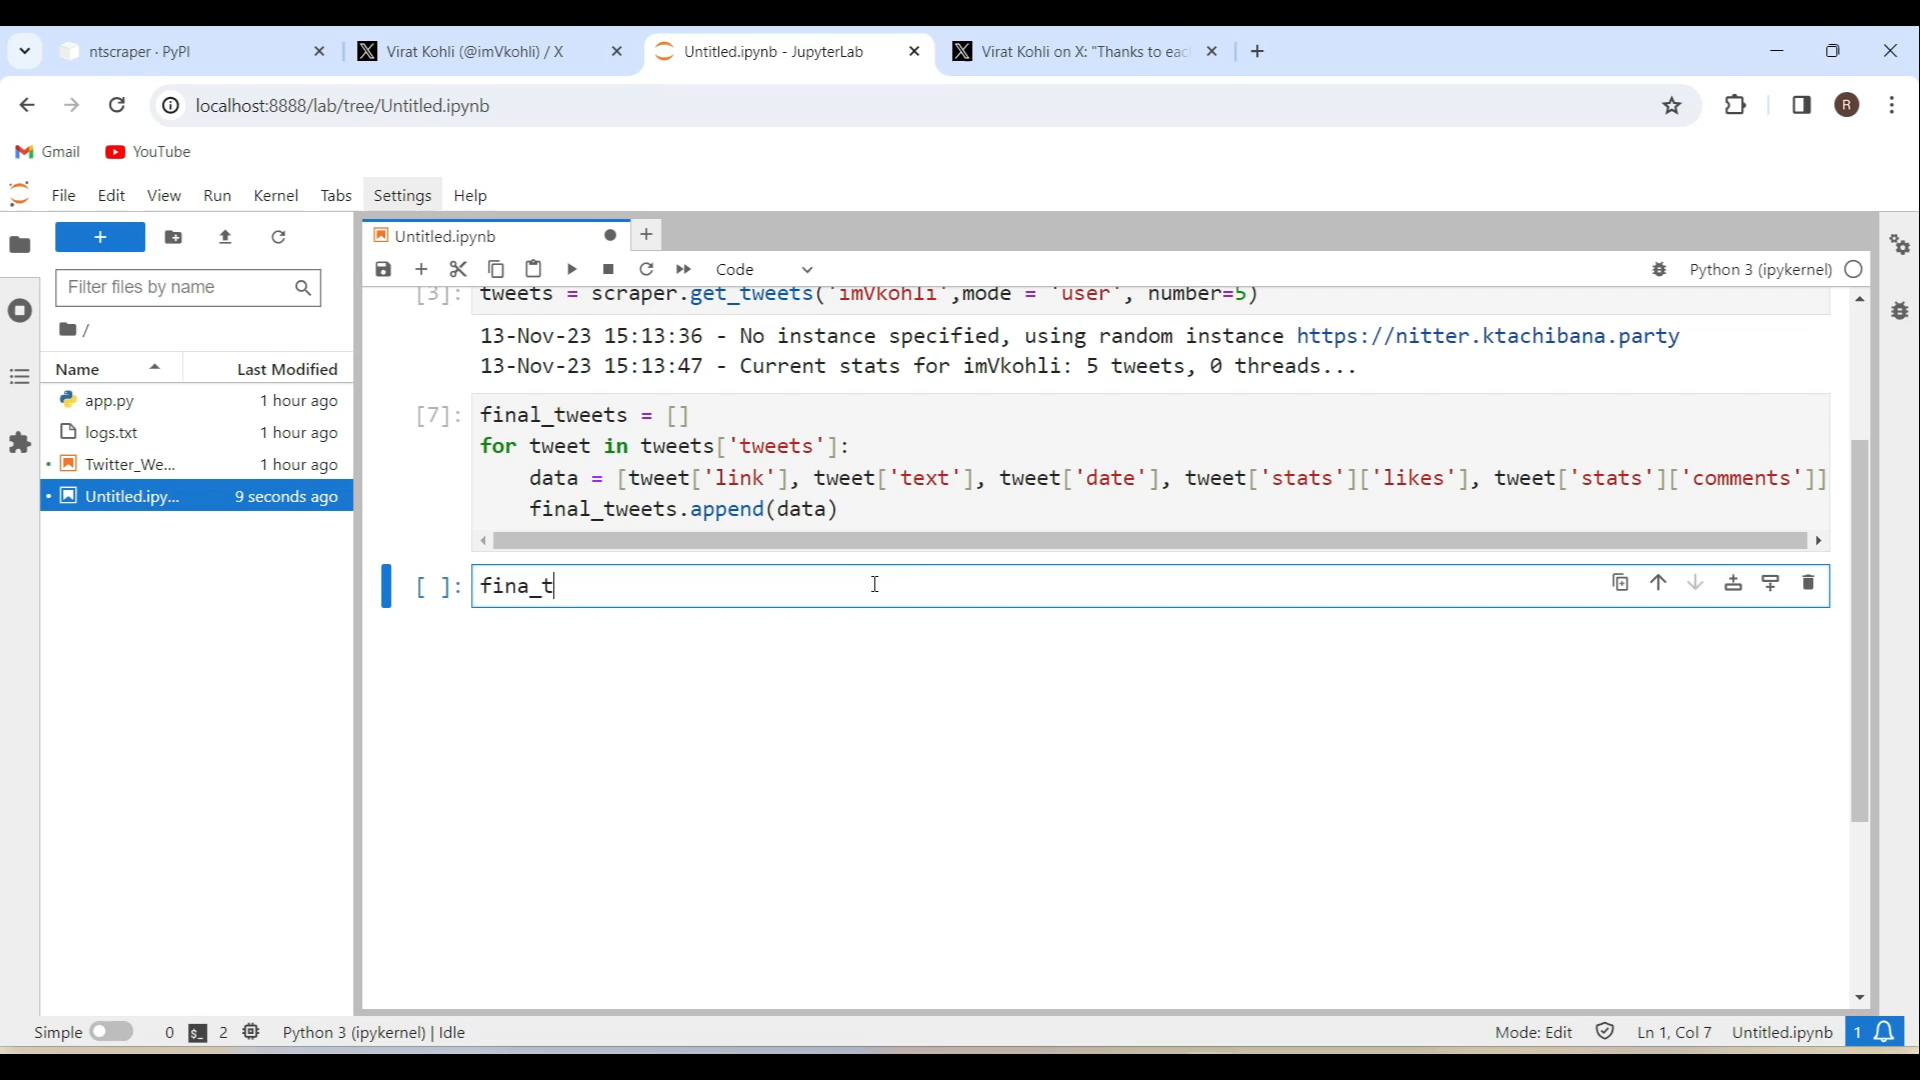 ntscraper · PyPI
Virat Kohli (@imVkohli) / X
Untitled.ipynb - JupyterLab
Virat Kohli on X: "Thanks to eac
localhost:8888/lab/tree/Untitled.ipynb
R
Gmail YouTube
File Edit View Run Kernel Tabs Settings Help
Filter files by name
/
Name Last Modified
app.py 1 hour ago
logs.txt 1 hour ago
Twitter_We... 1 hour ago
Untitled.ipy... 9 seconds ago
Untitled.ipynb
Code
Python 3 (ipykernel)
[3]: tweets = scraper.get_tweets('imVkohli',mode = 'user', number=5)
13-Nov-23 15:13:36 - No instance specified, using random instance https://nitter.ktachibana.party
13-Nov-23 15:13:47 - Current stats for imVkohli: 5 tweets, 0 threads...
[7]: final_tweets = []
for tweet in tweets['tweets']:
data = [tweet['link'], tweet['text'], tweet['date'], tweet['stats']['likes'], tweet['stats']['comments']]
final_tweets.append(data)
[ ]: fina_t
Simple 0 2 Python 3 (ipykernel) | Idle
Mode: Edit Ln 1, Col 7 Untitled.ipynb 1